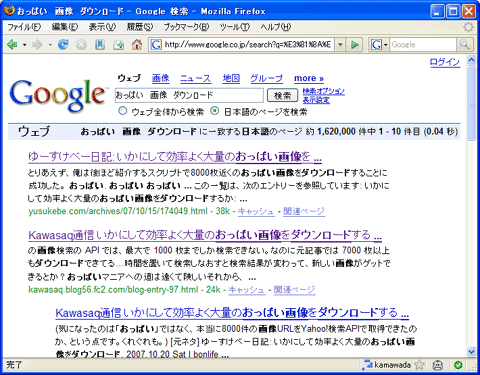 おっぱい 画像 ダウンロード - Google 検索 - Mozilla Firefox
ファイル(F) 編集(E) 表示(V) 履歴(S) ブックマーク(B) ツール(T) ヘルプ(H)
http://www.google.co.jp/search?q=%E3%81%8A%E Google
ログイン
ウェブ 画像 ニュース 地図 グループ more »
Google おっぱい 画像 ダウンロード 検索 検索オプション
表示設定
ウェブ全体から検索 日本語のページを検索
ウェブ おっぱい 画像 ダウンロード に一致する日本語のページ 約 1,620,000 件中 1 - 10 件目 (0.04 秒)
ゆーすけべー日記: いかにして効率よく大量のおっぱい画像を ...
とりあえず、俺は後ほど紹介するスクリプトで8000枚近くのおっぱい画像をダウンロードすることに
成功した。 おっぱい. おっぱい おっぱい ... この一覧は、次のエントリーを参照しています: いかに
して効率よく大量のおっぱい画像をダウンロードするか: ...
yusukebe.com/archives/07/10/15/174049.html - 38k - キャッシュ - 関連ページ
Kawasaq通信 いかにして効率よく大量のおっぱい画像をダウンロードする ...
の画像検索の API では、最大で 1000 枚までしか検索できない。なのに元記事では 7000 枚以上
もダウンロードできてる...時間を置いて検索しなおすと検索結果が変わって、新しい画像がゲットで
きるとか? おっぱいマニアへの道は遠くて険しい。それから、 ...
kawasaq.blog56.fc2.com/blog-entry-97.html - 24k - キャッシュ - 関連ページ
Kawasaq通信 いかにして効率よく大量のおっぱい画像をダウンロードする ...
(気になったのは「おっぱい」ではなく、本当に8000件の画像URLをYahoo!検索APIで取得できたの
か、という点です。くれぐれも。) [元ネタ] ゆーすけべー日記: いかにして効率よく大量のおっぱい画
像をダウンロード. 2007.10.20 Sat | bonlife ...
完了 kamawada